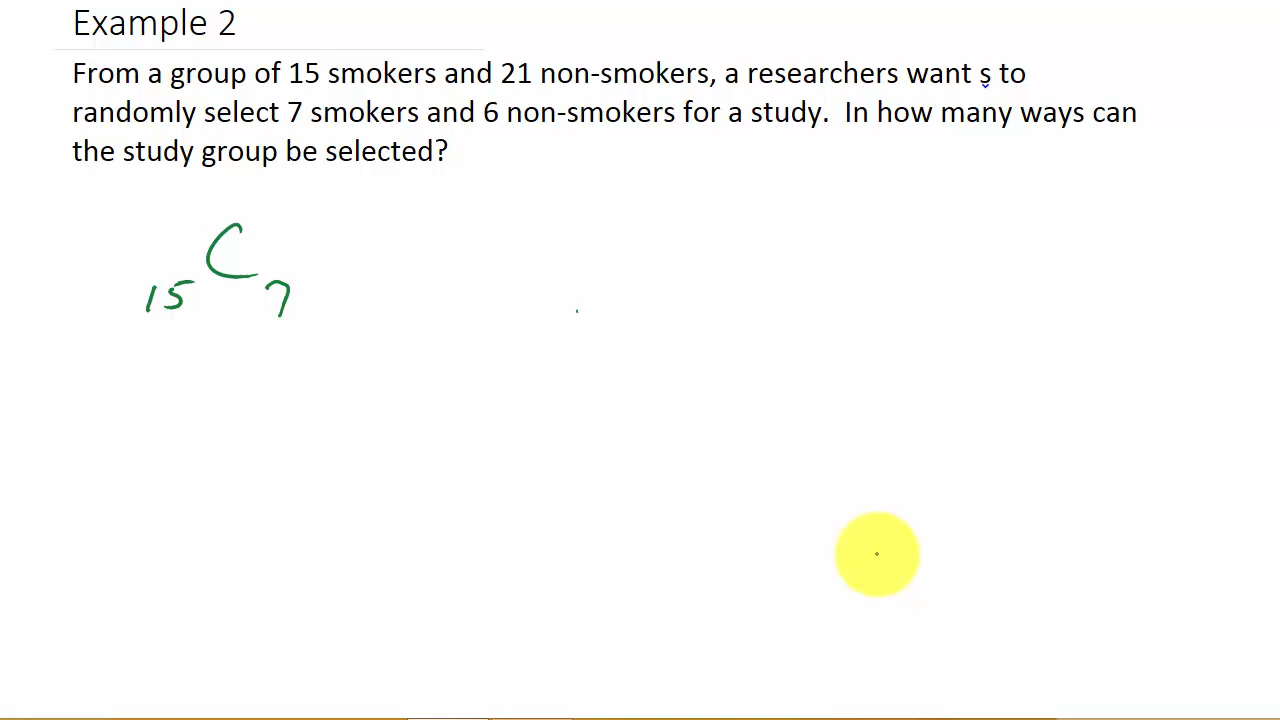 Example 2
From a group of 15 smokers and 21 non-smokers, a researchers want s to
randomly select 7 smokers and 6 non-smokers for a study.  In how many ways can
the study group be selected?
15 C 7